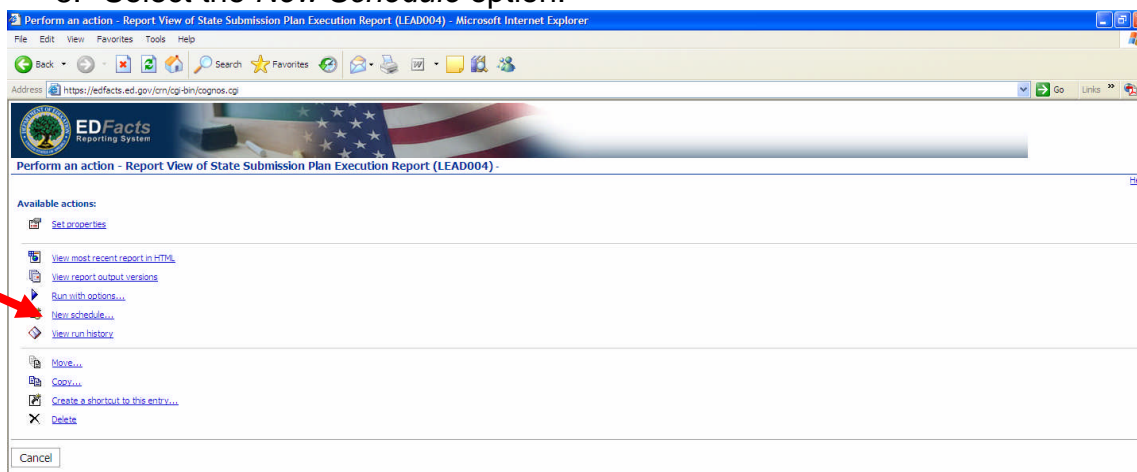 Select the New Schedule option.
Perform an action - Report View of State Submission Plan Execution Report (LEAD004) - Microsoft Internet Explorer
File Edit View Favorites Tools Help
Back Search Favorites
Address https://edfacts.ed.gov/crn/cgi-bin/cognos.cgi Go Links »
EDFacts
Reporting System
Perform an action - Report View of State Submission Plan Execution Report (LEAD004) -
Available actions:
Set properties
View most recent report in HTML
View report output versions
Run with options...
New schedule...
View run history
Move...
Copy...
Create a shortcut to this entry...
Delete
Cancel